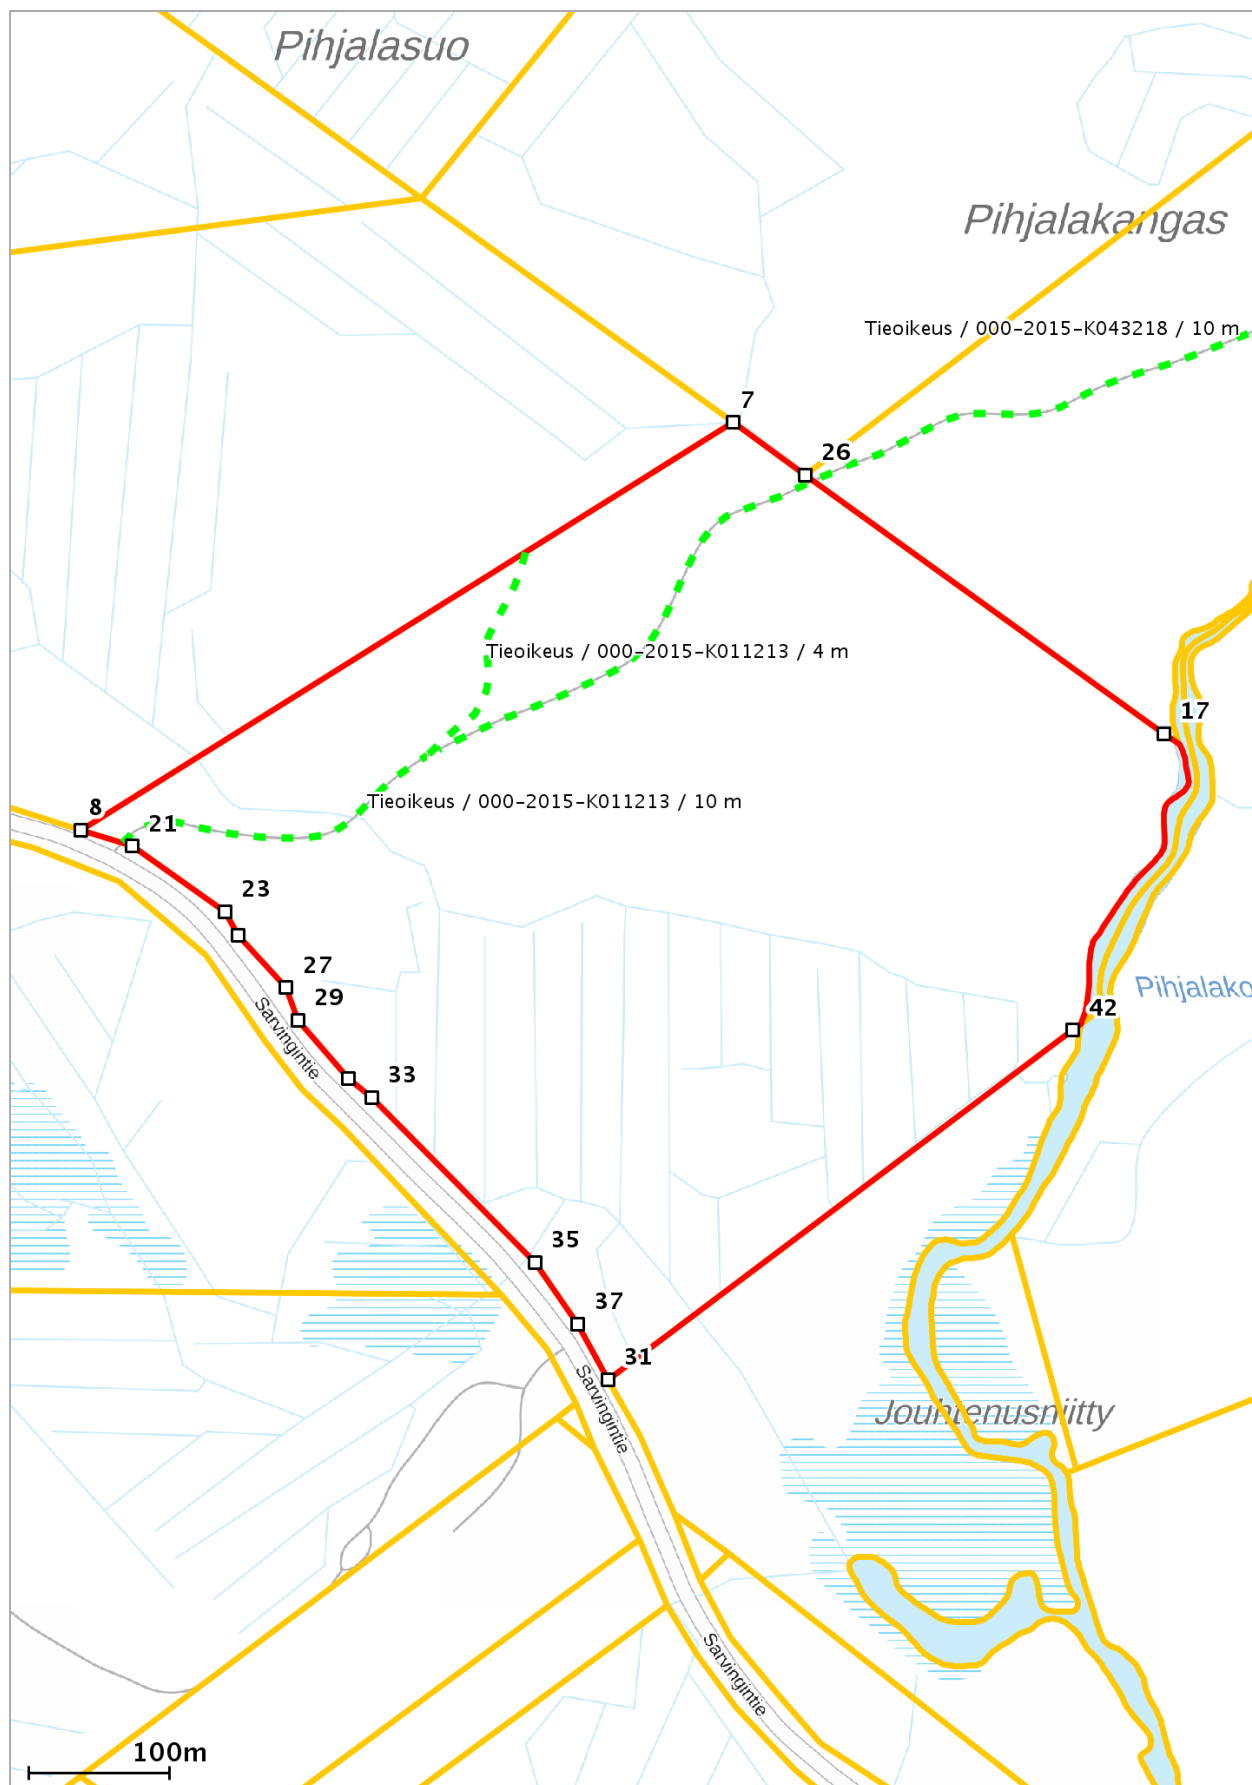 Pihjalasuo
Pihjalakangas
Tieoikeus / 000-2015-K043218 / 10 m
7
26
Tieoikeus / 000-2015-K011213 / 4 m
17
Tieoikeus / 000-2015-K011213 / 10 m
8
21
23
27
29
Pihjalako
42
Sarvingintie
33
35
37
31
Sarvingintie
Jouhtenusniitty
Sarvingintie
100m